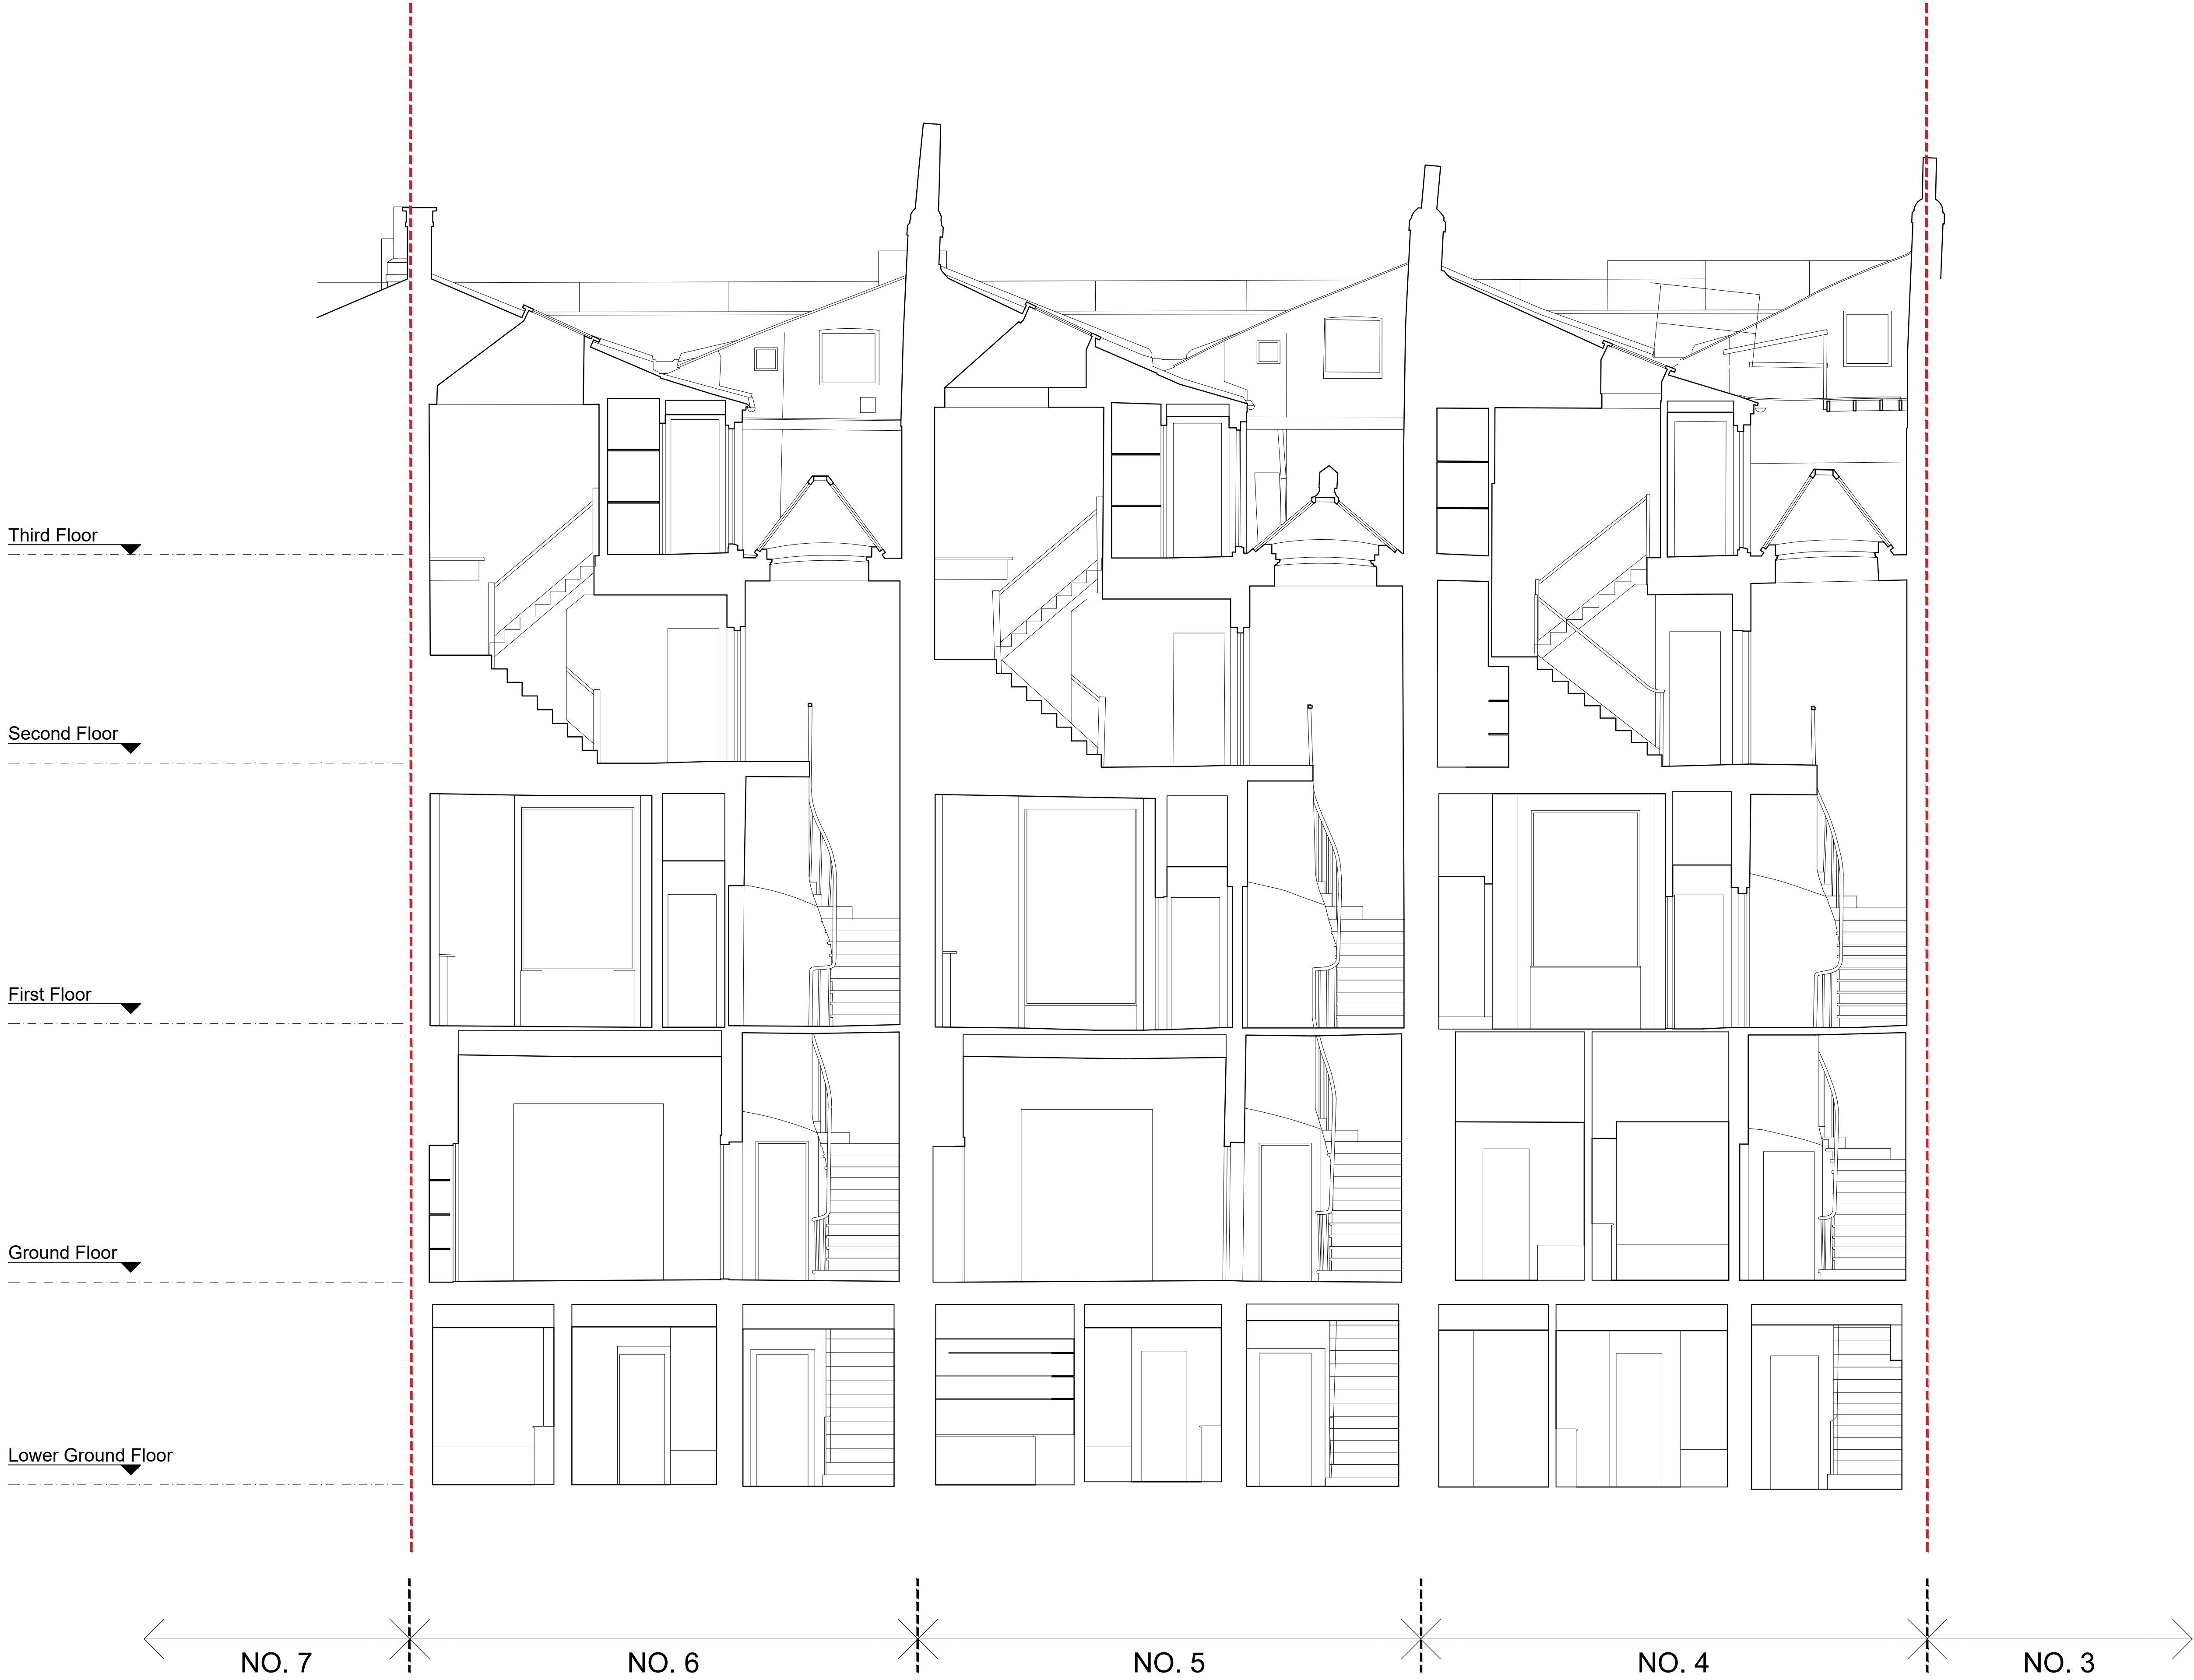 Third Floor
Second Floor
First Floor
Ground Floor
Lower Ground Floor
NO. 7
NO. 6
NO. 5
NO. 4
NO. 3